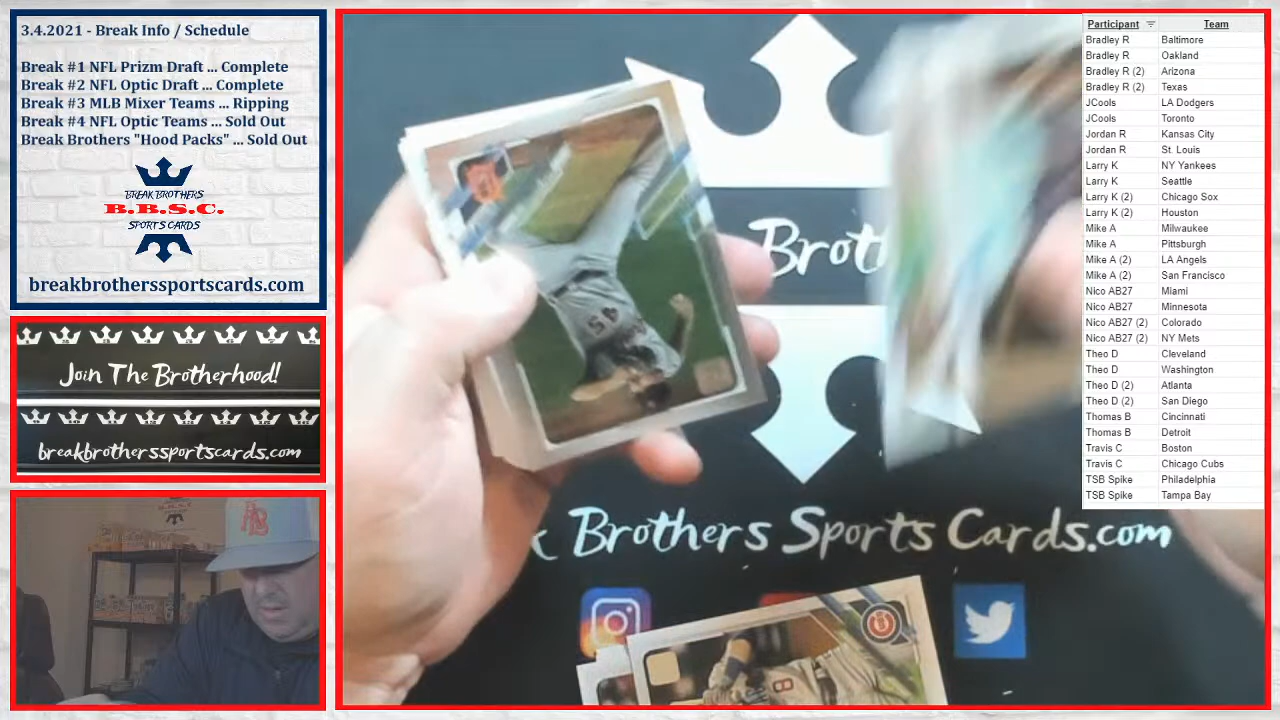 3.4.2021 - Break Info / Schedule
Break #1 NFL Prizm Draft ... Complete
Break #2 NFL Optic Draft ... Complete
Break #3 MLB Mixer Teams ... Ripping
Break #4 NFL Optic Teams ... Sold Out
Break Brothers "Hood Packs" ... Sold Out
BREAK BROTHERS
B.B.S.C.
SPORTS CARDS
breakbrotherssportscards.com
Join The Brotherhood!
breakbrotherssportscards.com
B.B.S.C.
Brot
k Brothers Sports Cards.com
8
Participant Team
Bradley R Baltimore
Bradley R Oakland
Bradley R (2) Arizona
Bradley R (2) Texas
JCools LA Dodgers
JCools Toronto
Jordan R Kansas City
Jordan R St. Louis
Larry K NY Yankees
Larry K Seattle
Larry K (2) Chicago Sox
Larry K (2) Houston
Mike A Milwaukee
Mike A Pittsburgh
Mike A (2) LA Angels
Mike A (2) San Francisco
Nico AB27 Miami
Nico AB27 Minnesota
Nico AB27 (2) Colorado
Nico AB27 (2) NY Mets
Theo D Cleveland
Theo D Washington
Theo D (2) Atlanta
Theo D (2) San Diego
Thomas B Cincinnati
Thomas B Detroit
Travis C Boston
Travis C Chicago Cubs
TSB Spike Philadelphia
TSB Spike Tampa Bay